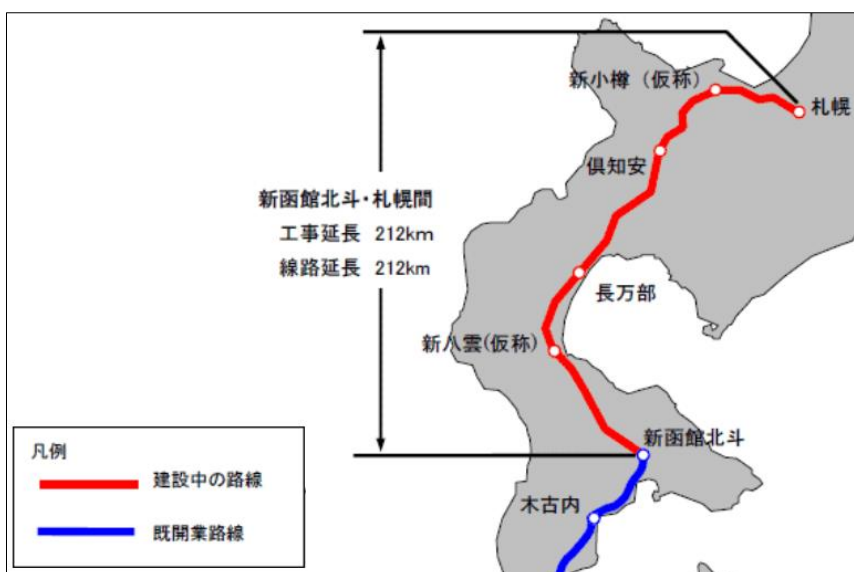 新小樽（仮称）
札幌
倶知安
新函館北斗・札幌間
工事延長 212km
線路延長 212km
長万部
新八雲(仮称)
新函館北斗
木古内
凡例
建設中の路線
既開業路線